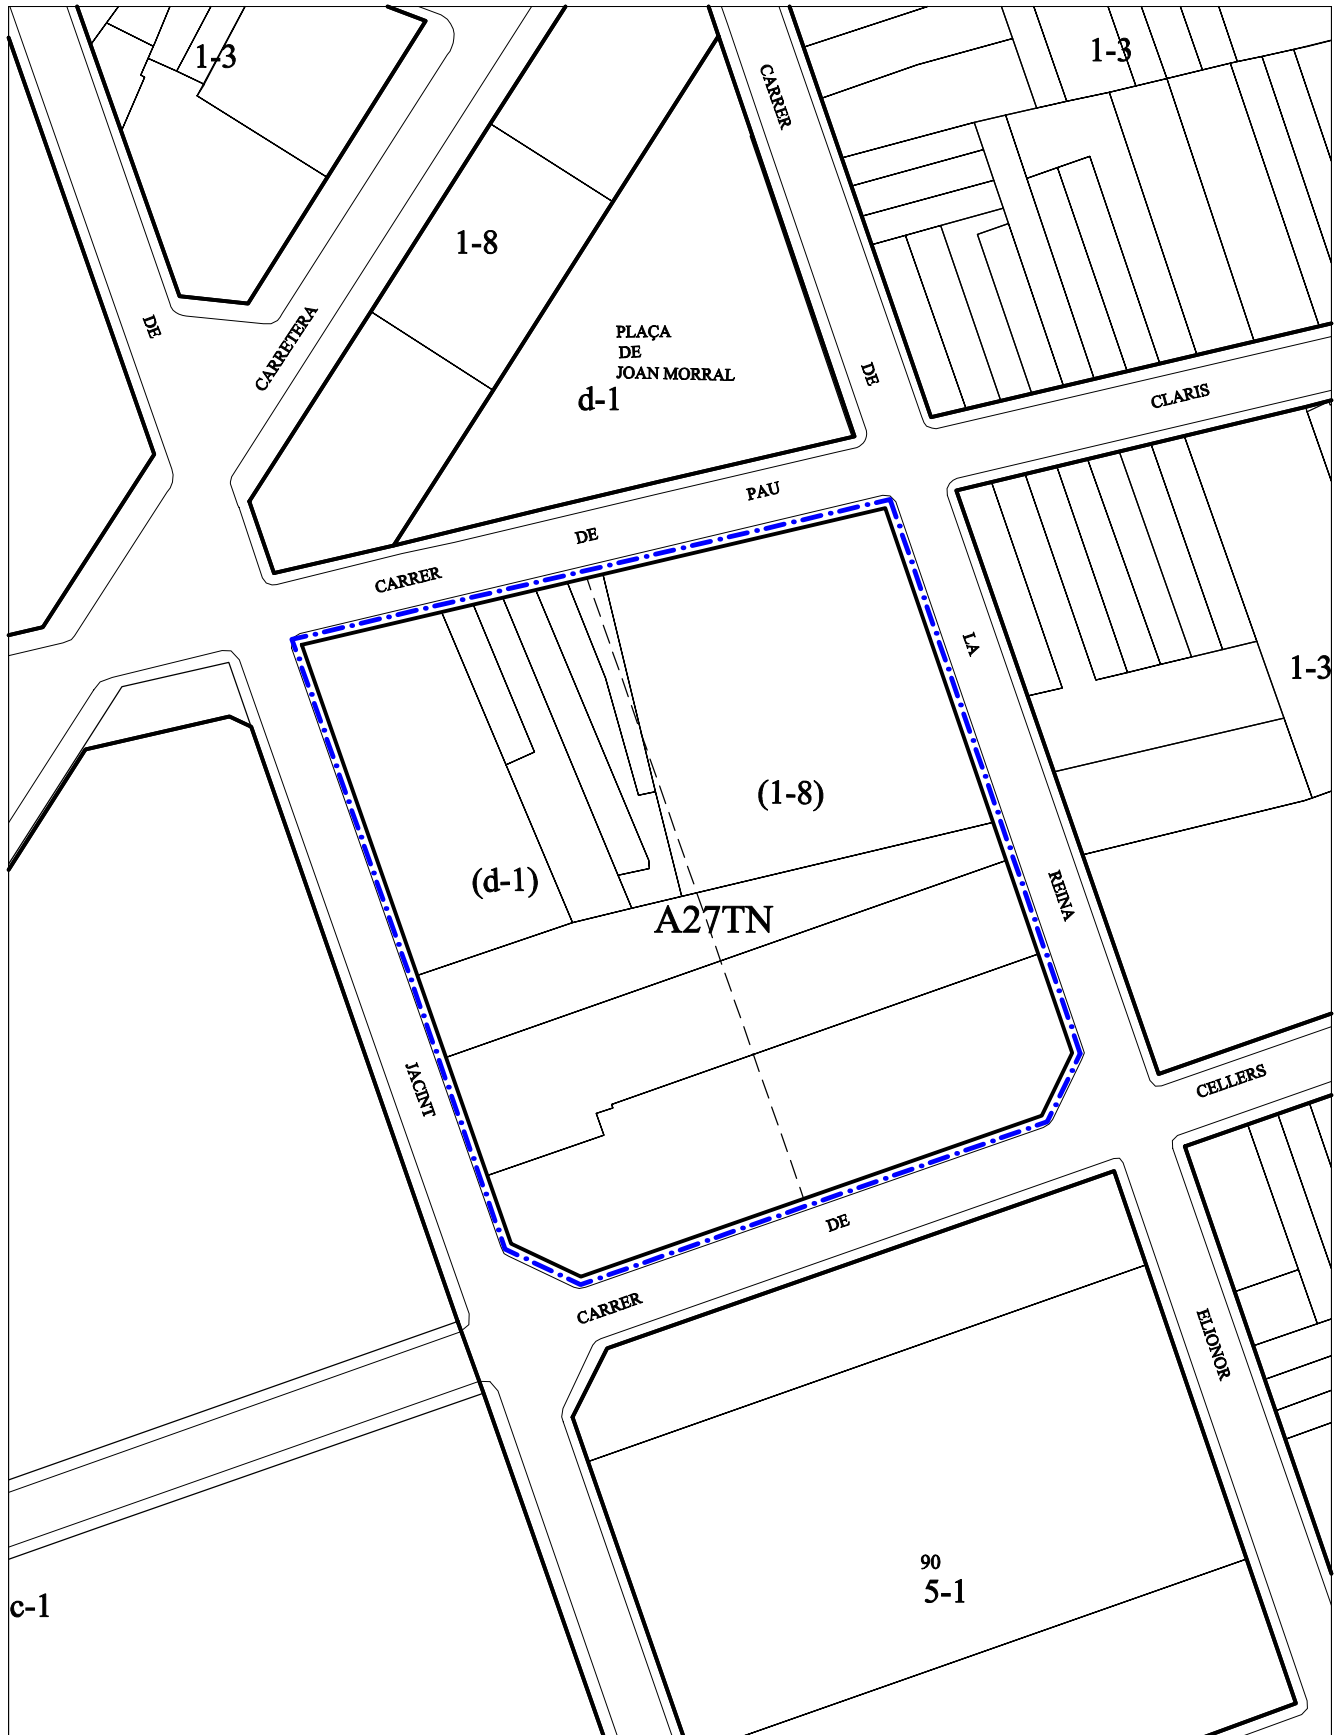 1-3
1-3
CARRER
1-8
DE
CARRETERA
PLAÇA
DE
JOAN MORRAL
d-1
DE
CLARIS
PAU
DE
CARRER
LA
1-3
(1-8)
(d-1)
REINA
A27TN
JACINT
CELLERS
DE
CARRER
ELIONOR
90
5-1
c-1